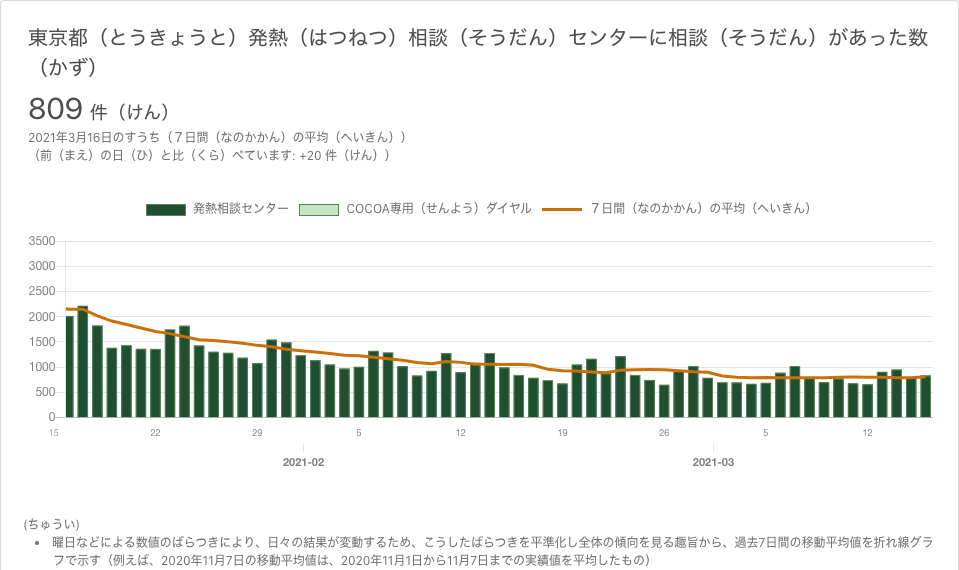 東京都（とうきょうと）発熱（はつねつ）相談（そうだん）センターに相談（そうだん）があった数
（かず）
809 件（けん）
2021年3月16日のすうち（７日間（なのかかん）の平均（へいきん））
（前（まえ）の日（ひ）と比（くら）べています: +20 件（けん））
発熱相談センター COCOA専用（せんよう）ダイヤル ７日間（なのかかん）の平均（へいきん）
3500
3000
2500
2000
1500
1000
500
0
15 22 29 5 12 19 26 5 12
2021-02 2021-03
(ちゅうい)
• 曜日などによる数値のばらつきにより、日々の結果が変動するため、こうしたばらつきを平準化し全体の傾向を見る趣旨から、過去7日間の移動平均値を折れ線グラ
フで示す（例えば、2020年11月7日の移動平均値は、2020年11月1日から11月7日までの実績値を平均したもの）